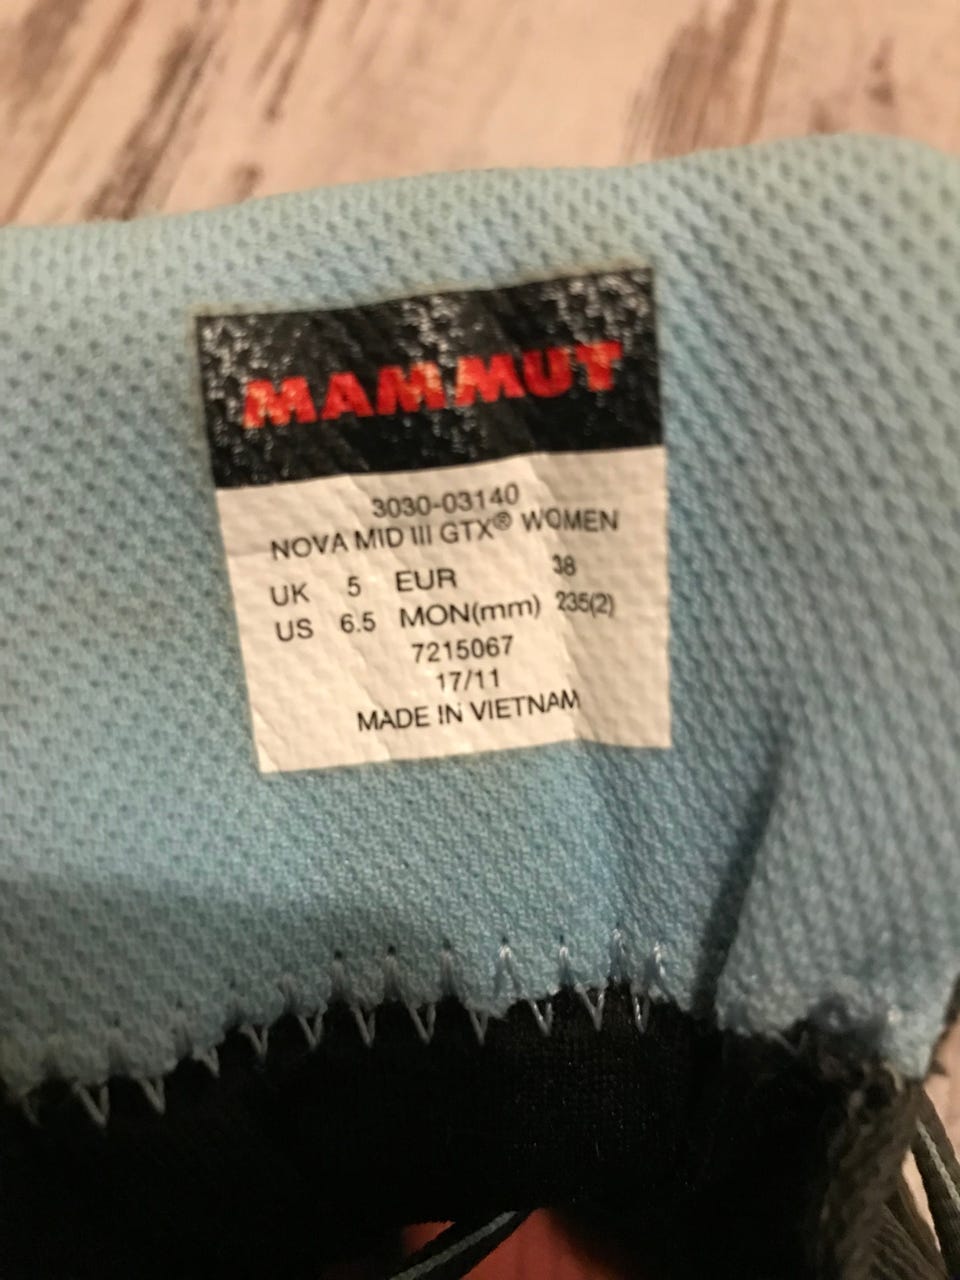 MAMMUT
3030-03140
NOVA MID III GTX® WOMEN
UK 5 EUR 38
US 6.5 MON(mm) 235(2)
7215067
17/11
MADE IN VIETNAM